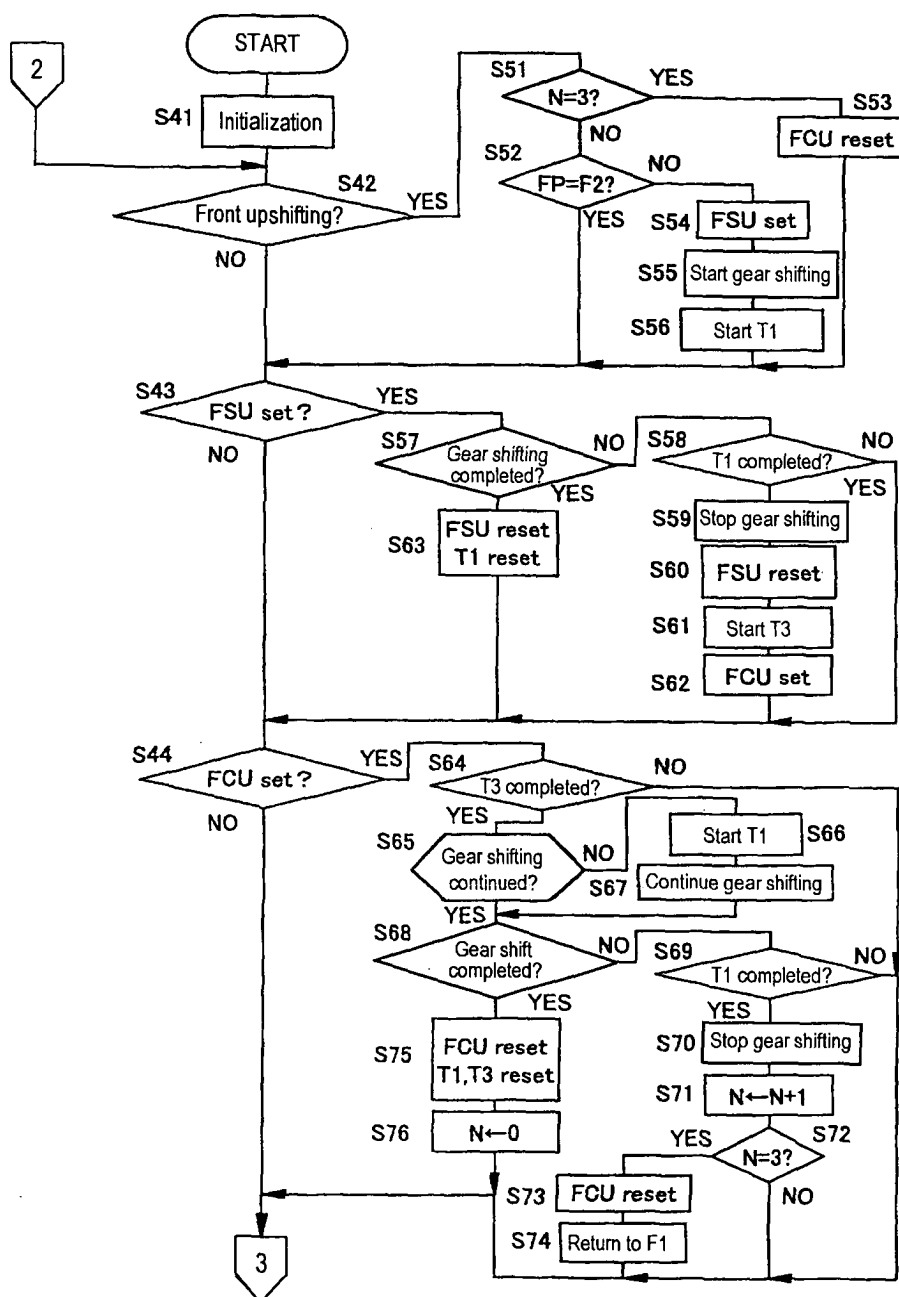 START
2
S41
Initialization
S42
Front upshifting?
YES
NO
S51
N=3?
YES
NO
S53
FCU reset
S52
FP=F2?
NO
YES
S54
FSU set
S55
Start gear shifting
S56
Start T1
S43
FSU set?
YES
NO
S57
Gear shifting
completed?
NO
YES
S58
T1 completed?
NO
YES
S59
Stop gear shifting
S60
FSU reset
S61
Start T3
S62
FCU set
S63
FSU reset
T1 reset
S44
FCU set?
YES
NO
S64
T3 completed?
NO
YES
S65
Gear shifting
continued?
NO
YES
Start T1
S66
S67
Continue gear shifting
S68
Gear shift
completed?
NO
YES
S69
T1 completed?
NO
YES
S70
Stop gear shifting
S71
N←N+1
S72
N=3?
YES
NO
S73
FCU reset
S74
Return to F1
S75
FCU reset
T1,T3 reset
S76
N←0
3